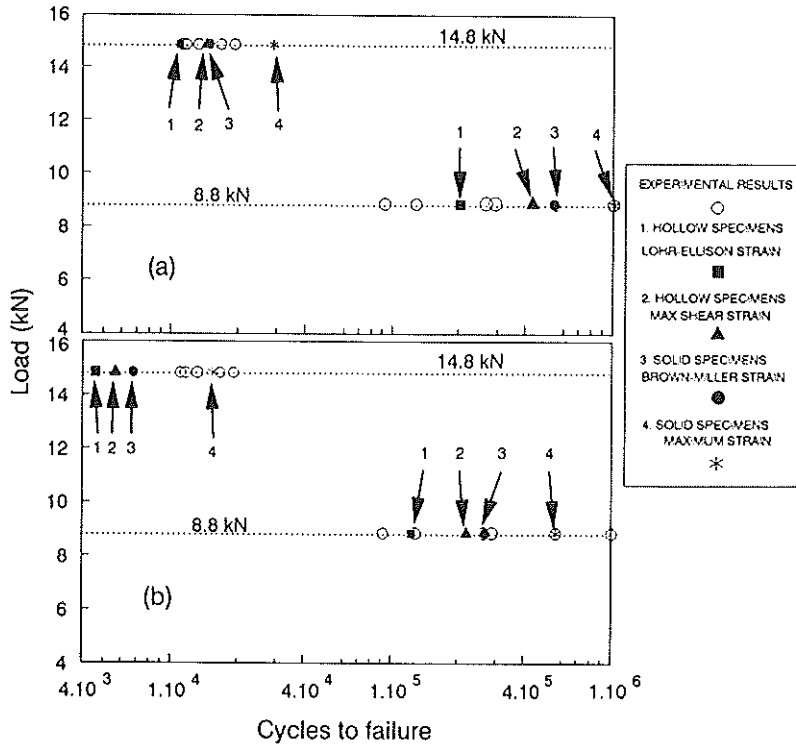 16
14
12
10
8
6
4
14.8 kN
1 2 3 4
1 2 3 4
8.8 kN
(a)
Load (kN)
16
14
12
10
8
6
4
14.8 kN
1 2 3 4
1 2 3 4
8.8 kN
(b)
4.10 3 1.10 4 4.10 4 1.10 5 4.10 5 1.10 6
Cycles to failure
EXPERIMENTAL RESULTS
1. HOLLOW SPECIMENS
LOHR-ELLISON STRAIN
2. HOLLOW SPECIMENS
MAX SHEAR STRAIN
3. SOLID SPECIMENS
BROWN-MILLER STRAIN
4. SOLID SPECIMENS
MAXIMUM STRAIN